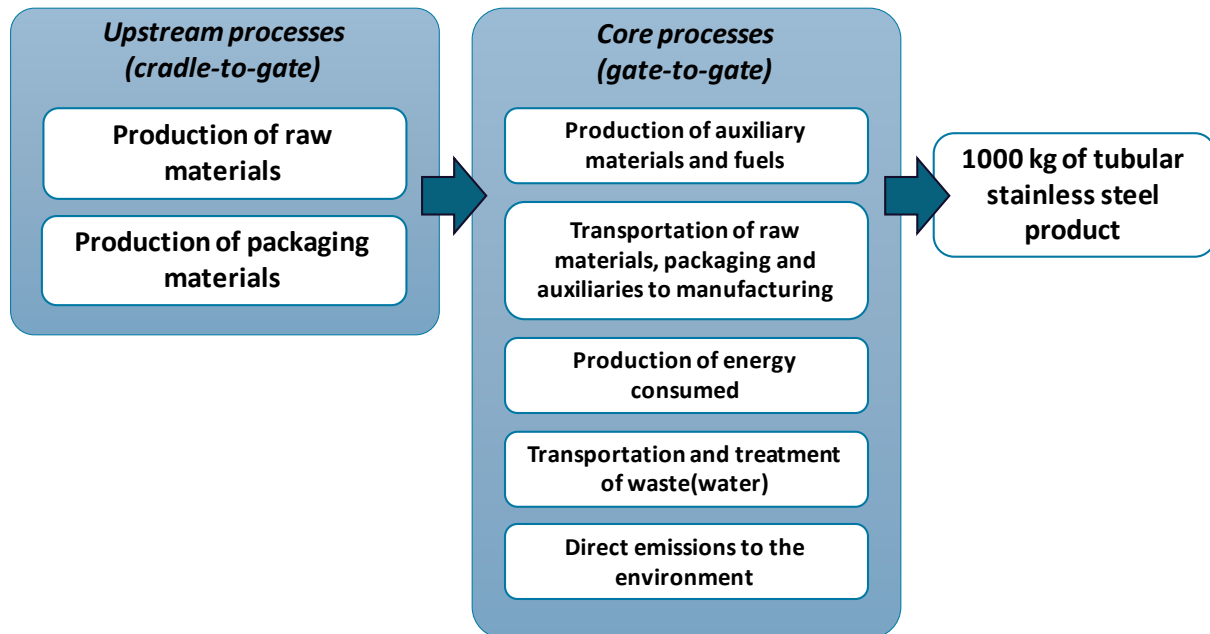 Upstream processes
(cradle-to-gate)
Production of raw
materials
Production of packaging
materials
Core processes
(gate-to-gate)
Production of auxiliary
materials and fuels
Transportation of raw
materials, packaging and
auxiliaries to manufacturing
Production of energy
consumed
Transportation and treatment
of waste(water)
Direct emissions to the
environment
1000 kg of tubular
stainless steel
product